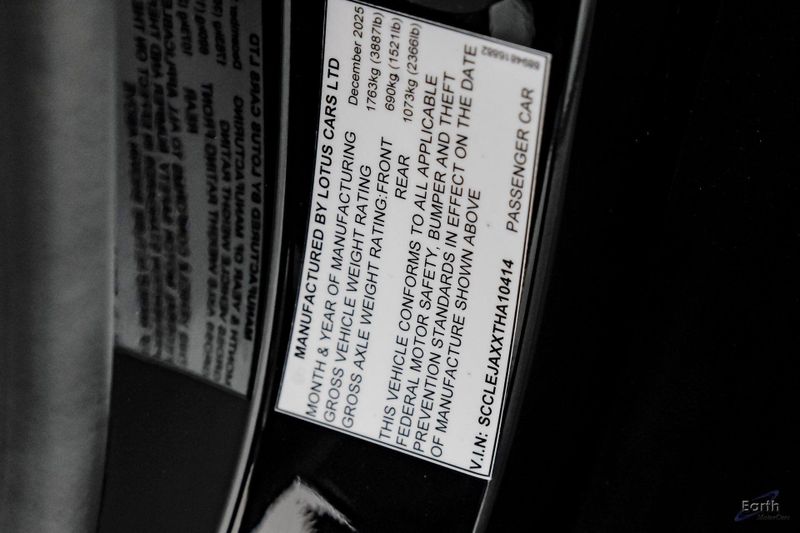 MANUFACTURED BY LOTUS CARS LTD
MONTH & YEAR OF MANUFACTURING December 2025
GROSS VEHICLE WEIGHT RATING 1763kg (3887lb)
GROSS AXLE WEIGHT RATING:FRONT 690kg (1521lb)
REAR 1073kg (2366lb)
THIS VEHICLE CONFORMS TO ALL APPLICABLE
FEDERAL MOTOR SAFETY, BUMPER AND THEFT
PREVENTION STANDARDS IN EFFECT ON THE DATE
OF MANUFACTURE SHOWN ABOVE
V.I.N: SCCLEJAXXTHA10414 PASSENGER CAR
Earth
MotorCars